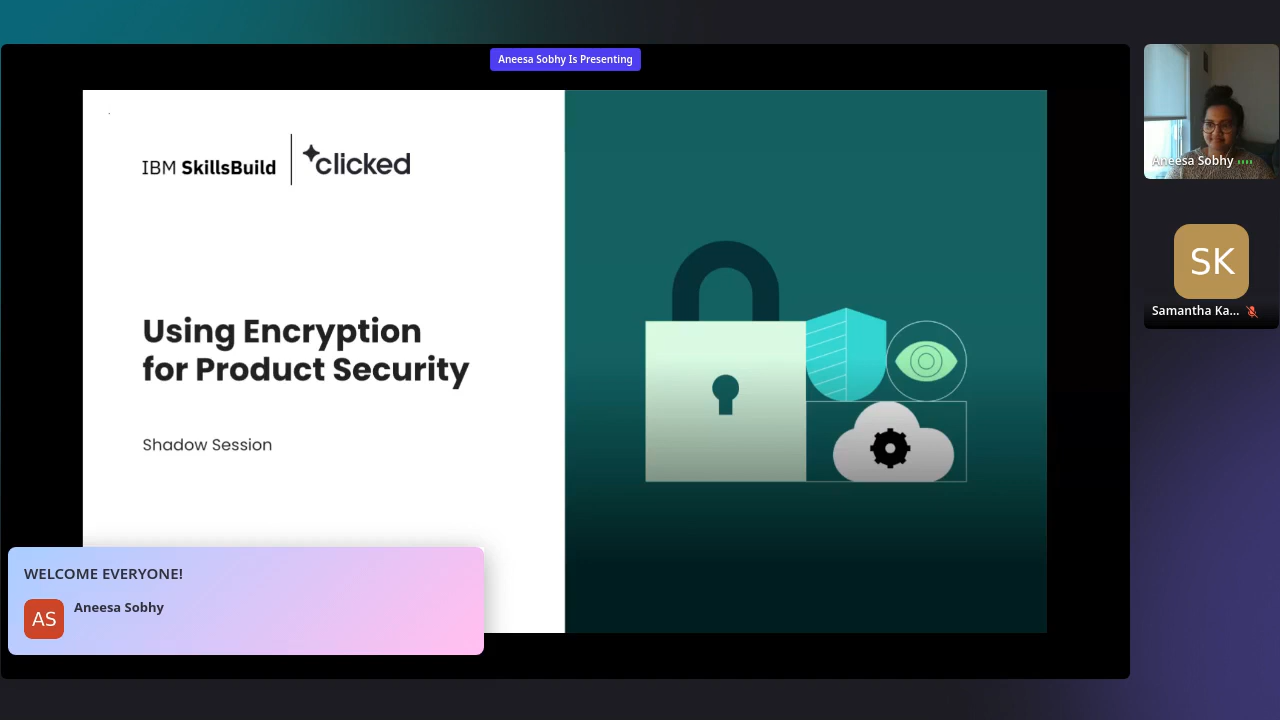 Aneesa Sobhy Is Presenting
IBM SkillsBuild
clicked
Using Encryption
for Product Security
Shadow Session
WELCOME EVERYONE!
AS
Aneesa Sobhy
Aneesa Sobhy
SK
Samantha Ka...